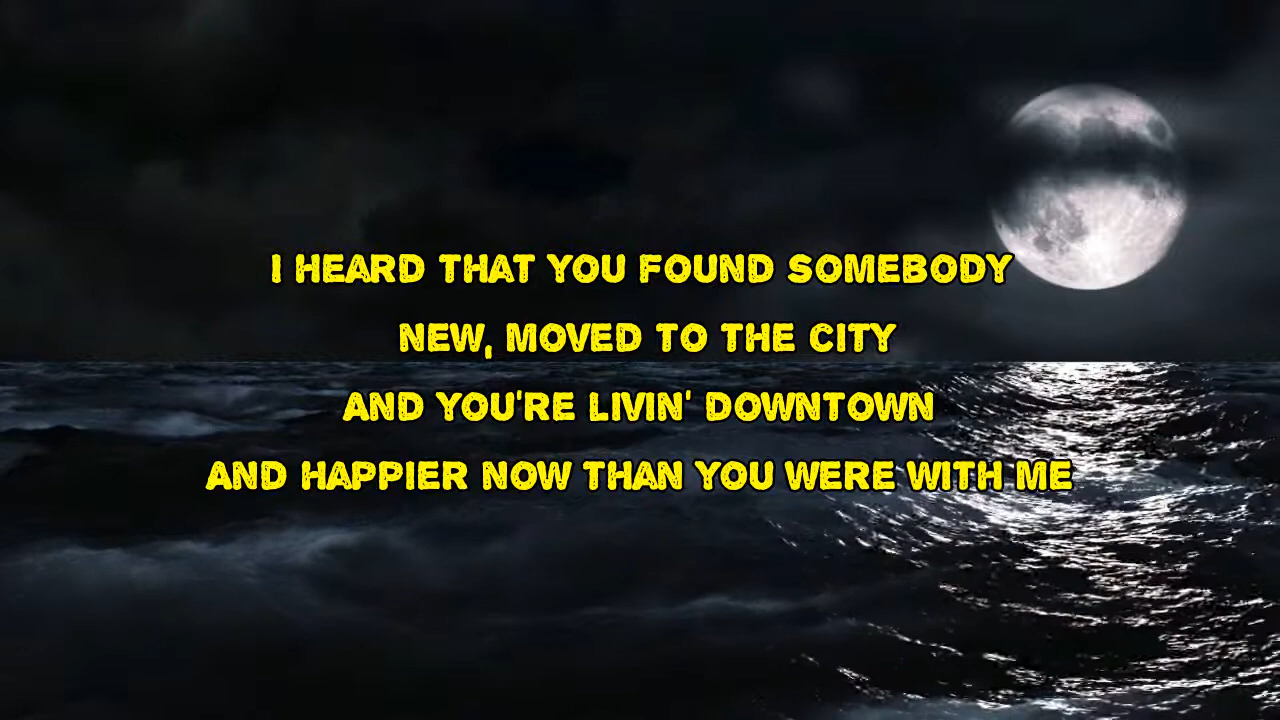 I HEARD THAT YOU FOUND SOMEBODY
NEW, MOVED TO THE CITY
AND YOU'RE LIVIN' DOWNTOWN
AND HAPPIER NOW THAN YOU WERE WITH ME